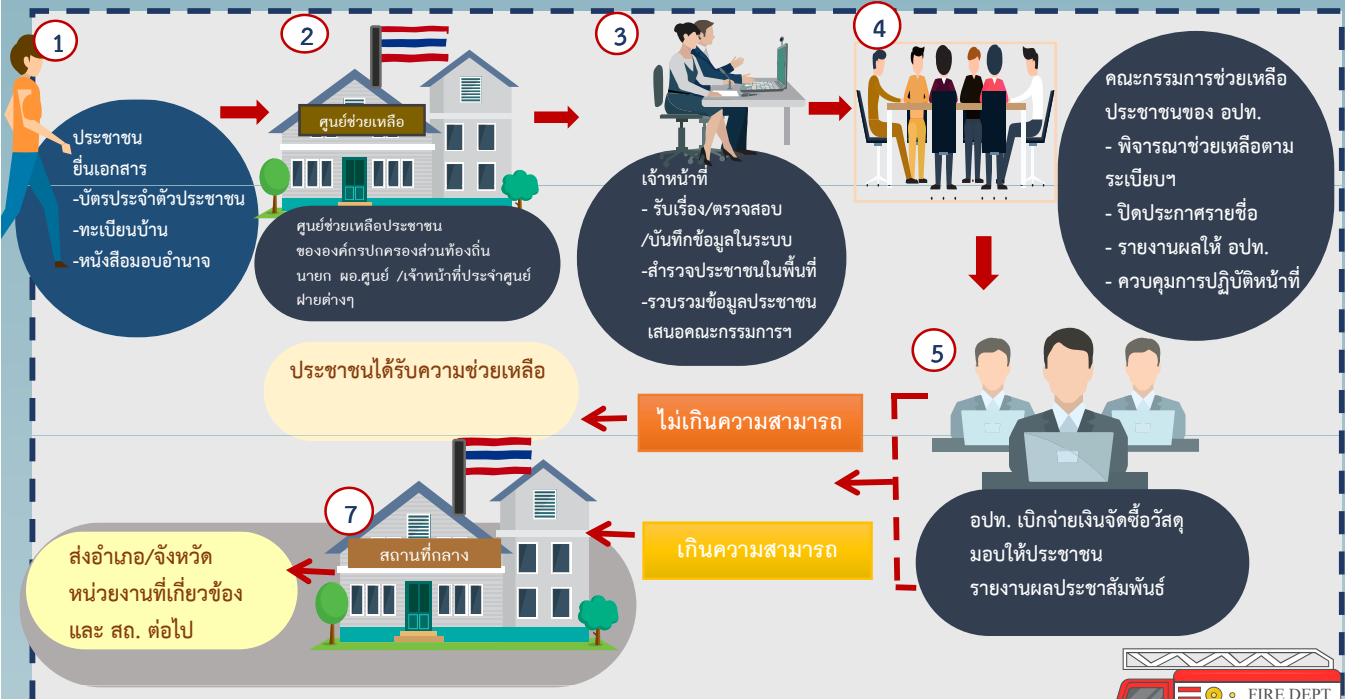 1
ประชาชน
ยื่นเอกสาร
-บัตรประจำตัวประชาชน
-ทะเบียนบ้าน
-หนังสือมอบอำนาจ
2
ศูนย์ช่วยเหลือ
ศูนย์ช่วยเหลือประชาชน
ขององค์กรปกครองส่วนท้องถิ่น
นายก ผอ.ศูนย์ /เจ้าหน้าที่ประจำศูนย์
ฝ่ายต่างๆ
3
เจ้าหน้าที่
- รับเรื่อง/ตรวจสอบ
/บันทึกข้อมูลในระบบ
-สำรวจประชาชนในพื้นที่
-รวบรวมข้อมูลประชาชน
เสนอคณะกรรมการฯ
4
คณะกรรมการช่วยเหลือ
ประชาชนของ อปท.
- พิจารณาช่วยเหลือตาม
ระเบียบฯ
- ปิดประกาศรายชื่อ
- รายงานผลให้ อปท.
- ควบคุมการปฏิบัติหน้าที่
5
อปท. เบิกจ่ายเงินจัดซื้อวัสดุ
มอบให้ประชาชน
รายงานผลประชาสัมพันธ์
ไม่เกินความสามารถ
ประชาชนได้รับความช่วยเหลือ
เกินความสามารถ
7
สถานที่กลาง
ส่งอำเภอ/จังหวัด
หน่วยงานที่เกี่ยวข้อง
และ สถ. ต่อไป
FIRE DEPT